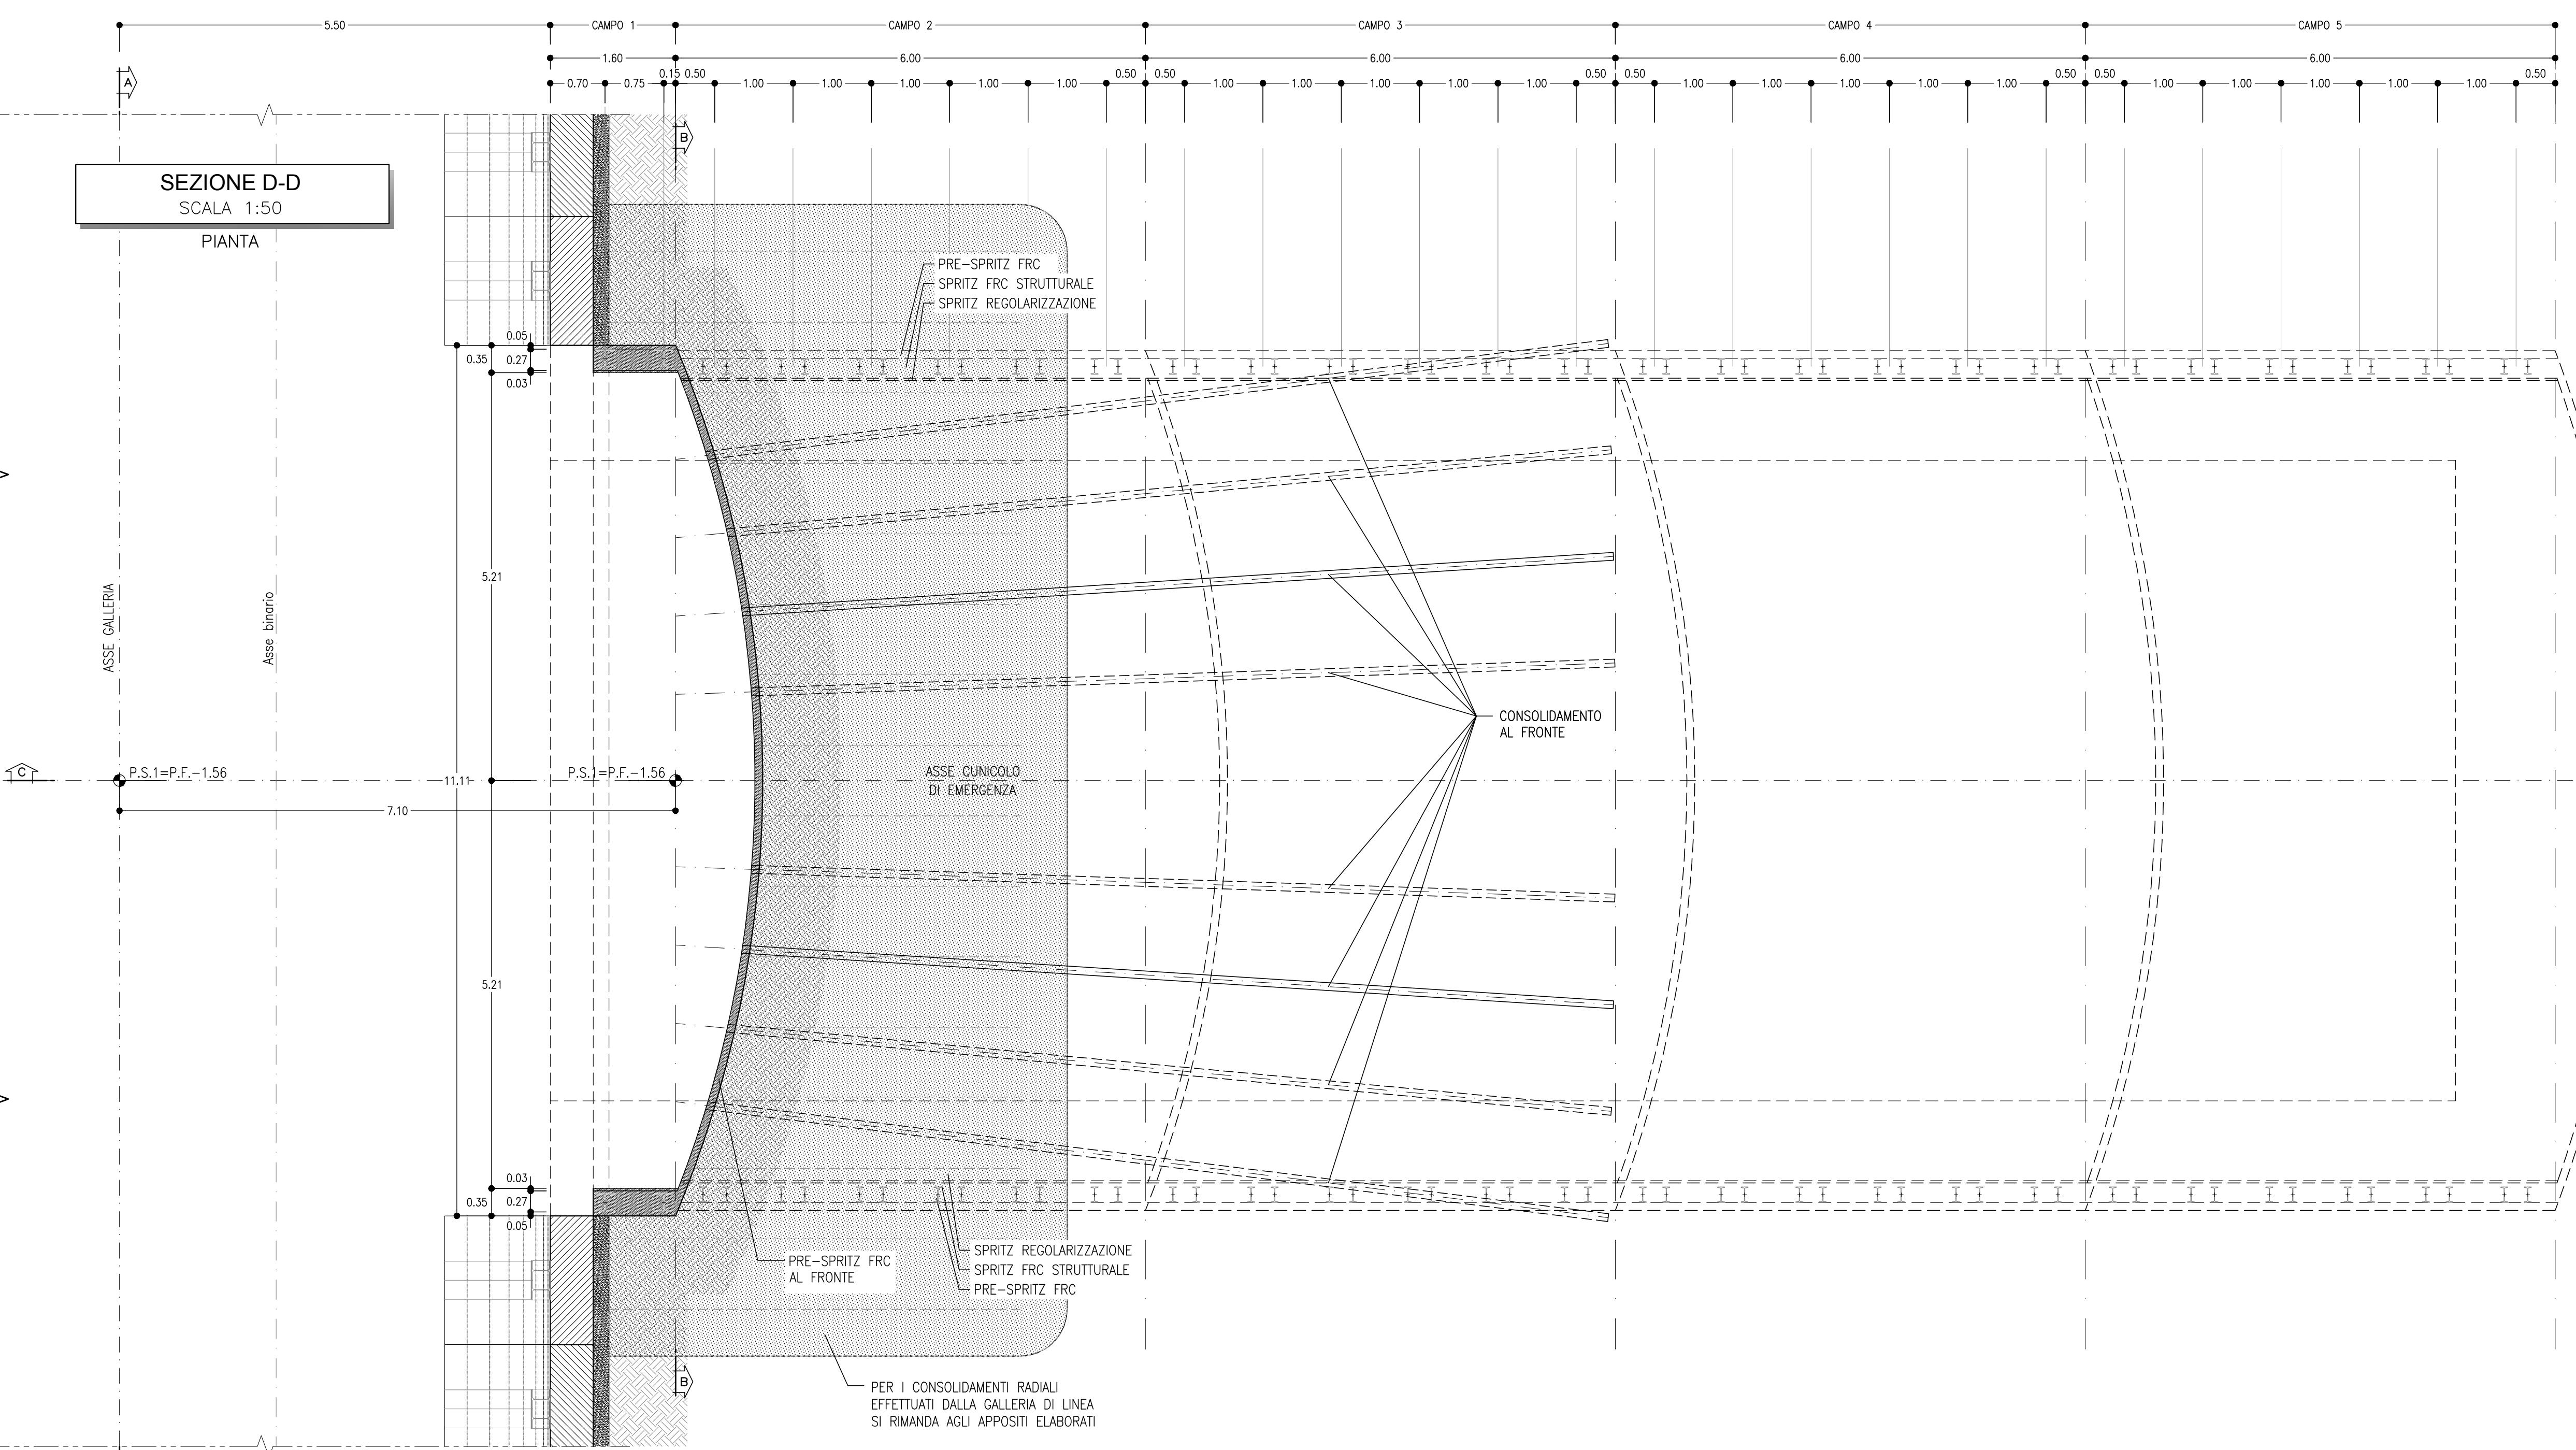 5.50
CAMPO 1
CAMPO 2
CAMPO 3
CAMPO 4
CAMPO 5
1.60
6.00
6.00
6.00
6.00
0.70
0.75
0.15
0.50
1.00
1.00
1.00
1.00
1.00
0.50
0.50
1.00
1.00
1.00
1.00
1.00
0.50
0.50
1.00
1.00
1.00
1.00
1.00
0.50
0.50
1.00
1.00
1.00
1.00
1.00
0.50
A
B
SEZIONE D-D
SCALA 1:50
PIANTA
PRE-SPRITZ FRC
SPRITZ FRC STRUTTURALE
SPRITZ REGOLARIZZAZIONE
0.05
0.35
0.27
0.03
5.21
ASSE GALLERIA
Asse binario
CONSOLIDAMENTO
AL FRONTE
C
P.S.1=P.F.-1.56
11.11
P.S.1=P.F.-1.56
ASSE CUNICOLO
DI EMERGENZA
7.10
5.21
0.03
0.35
0.27
0.05
PRE-SPRITZ FRC
AL FRONTE
SPRITZ REGOLARIZZAZIONE
SPRITZ FRC STRUTTURALE
PRE-SPRITZ FRC
B
PER I CONSOLIDAMENTI RADIALI
EFFETTUATI DALLA GALLERIA DI LINEA
SI RIMANDA AGLI APPOSITI ELABORATI